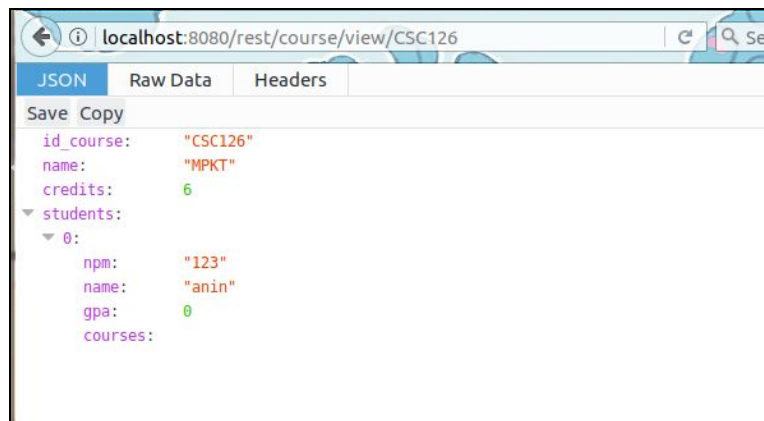 localhost:8080/rest/course/view/CSC126 Se
JSON Raw Data Headers
Save Copy
id_course: "CSC126"
name: "MPKT"
credits: 6
students:
0:
npm: "123"
name: "anin"
gpa: 0
courses: